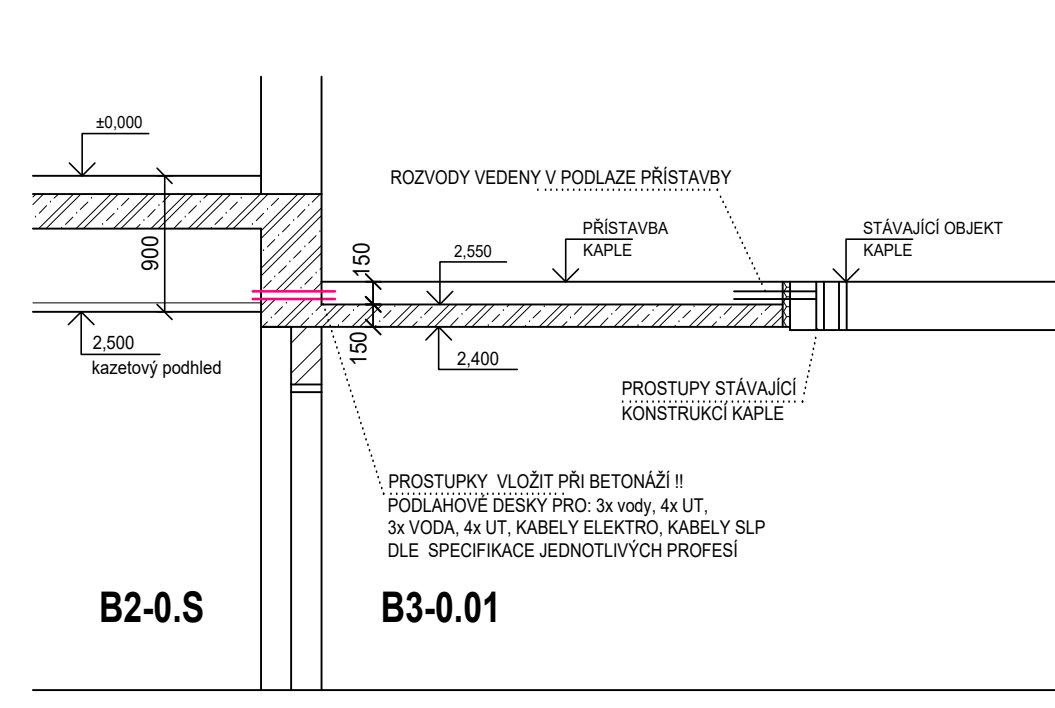 ±0,000
ROZVODY VEDENY V PODLAZE PŘÍSTAVBY
PŘÍSTAVBA
KAPLE
STÁVAJÍCÍ OBJEKT
KAPLE
900
150
2,550
150
2,500
kazetový podhled
2,400
PROSTUPY STÁVAJÍCÍ
KONSTRUKCÍ KAPLE
PROSTUPKY VLOŽIT PŘI BETONÁŽÍ !!
PODLAHOVÉ DESKY PRO: 3x vody, 4x UT,
3x VODA, 4x UT, KABELY ELEKTRO, KABELY SLP
DLE SPECIFIKACE JEDNOTLIVÝCH PROFESÍ
B2-0.S
B3-0.01